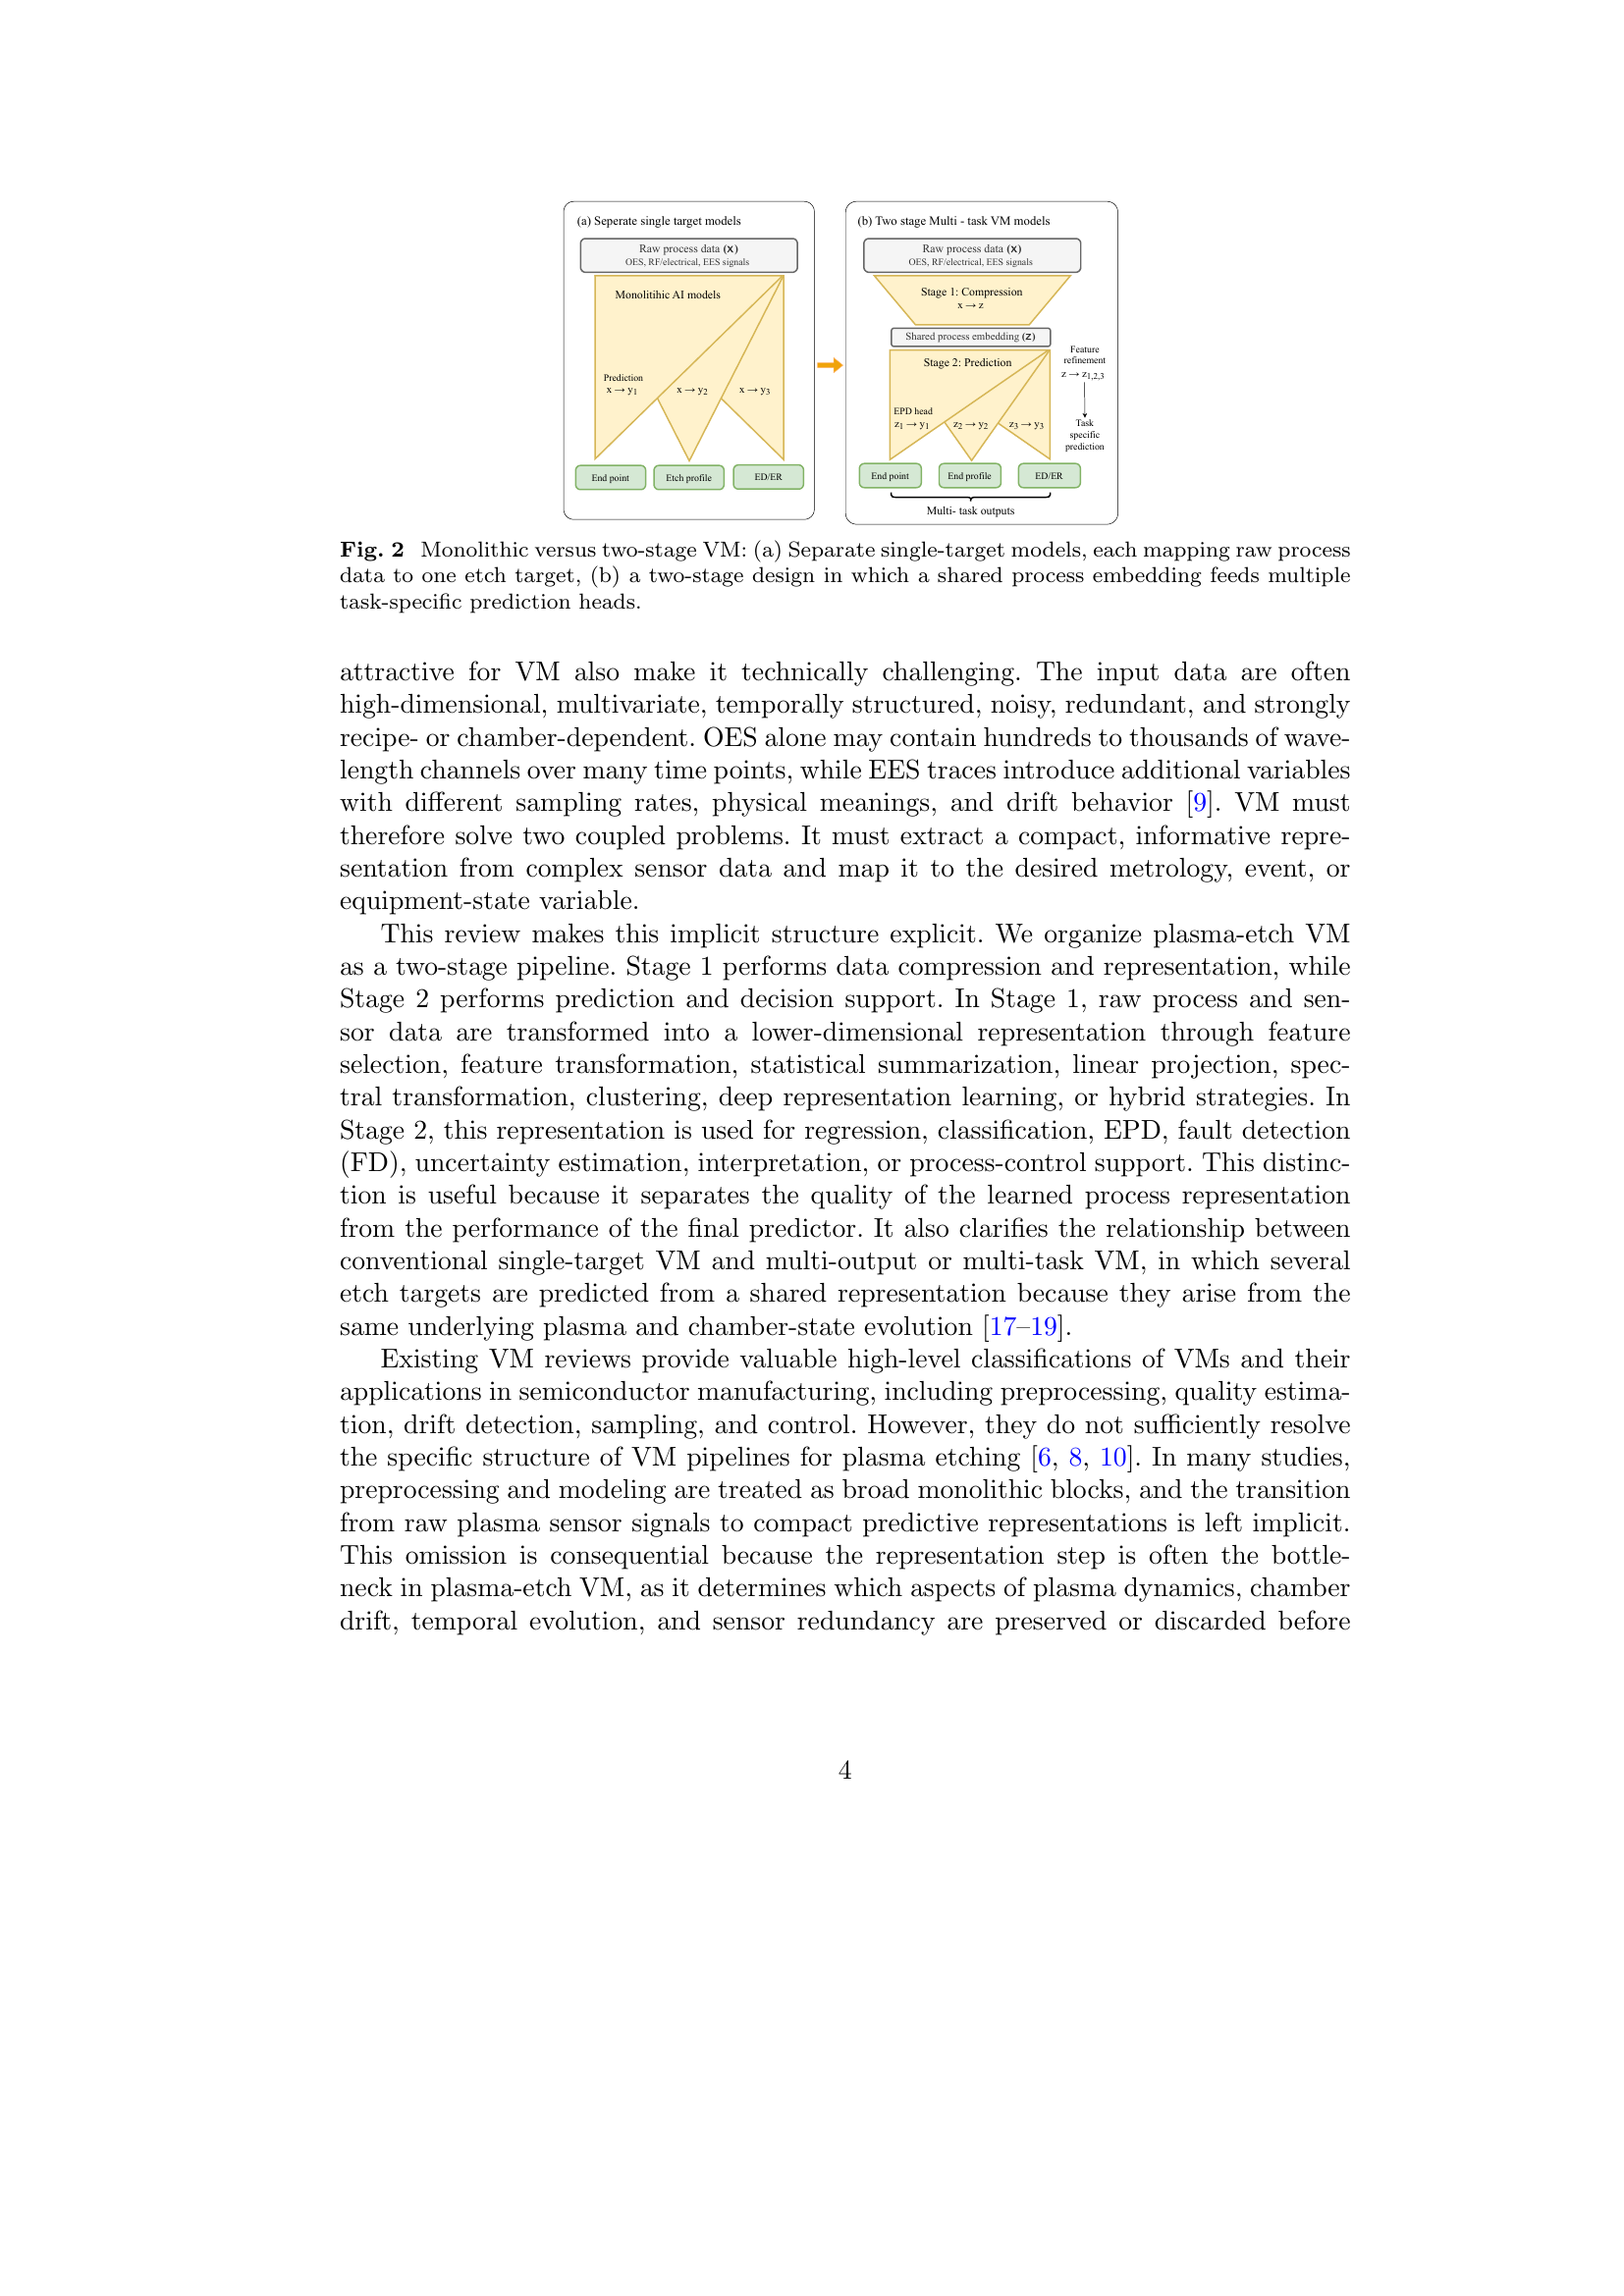 (a) Seperate single target models
Raw process data (x)
OES, RF/electrical, EES signals
Monolitihic AI models
Prediction
x → y1
x → y2
x → y3
End point
Etch profile
ED/ER
(b) Two stage Multi - task VM models
Raw process data (x)
OES, RF/electrical, EES signals
Stage 1: Compression
x → z
Shared process embedding (z)
Stage 2: Prediction
EPD head
z1 → y1
z2 → y2
z3 → y3
Feature
refinement
z → z1,2,3
Task
specific
prediction
End point
End profile
ED/ER
Multi- task outputs
Fig. 2 Monolithic versus two-stage VM: (a) Separate single-target models, each mapping raw process
data to one etch target, (b) a two-stage design in which a shared process embedding feeds multiple
task-specific prediction heads.
attractive for VM also make it technically challenging. The input data are often
high-dimensional, multivariate, temporally structured, noisy, redundant, and strongly
recipe- or chamber-dependent. OES alone may contain hundreds to thousands of wave-
length channels over many time points, while EES traces introduce additional variables
with different sampling rates, physical meanings, and drift behavior [9]. VM must
therefore solve two coupled problems. It must extract a compact, informative repre-
sentation from complex sensor data and map it to the desired metrology, event, or
equipment-state variable.
This review makes this implicit structure explicit. We organize plasma-etch VM
as a two-stage pipeline. Stage 1 performs data compression and representation, while
Stage 2 performs prediction and decision support. In Stage 1, raw process and sen-
sor data are transformed into a lower-dimensional representation through feature
selection, feature transformation, statistical summarization, linear projection, spec-
tral transformation, clustering, deep representation learning, or hybrid strategies. In
Stage 2, this representation is used for regression, classification, EPD, fault detection
(FD), uncertainty estimation, interpretation, or process-control support. This distinc-
tion is useful because it separates the quality of the learned process representation
from the performance of the final predictor. It also clarifies the relationship between
conventional single-target VM and multi-output or multi-task VM, in which several
etch targets are predicted from a shared representation because they arise from the
same underlying plasma and chamber-state evolution [17–19].
Existing VM reviews provide valuable high-level classifications of VMs and their
applications in semiconductor manufacturing, including preprocessing, quality estima-
tion, drift detection, sampling, and control. However, they do not sufficiently resolve
the specific structure of VM pipelines for plasma etching [6, 8, 10]. In many studies,
preprocessing and modeling are treated as broad monolithic blocks, and the transition
from raw plasma sensor signals to compact predictive representations is left implicit.
This omission is consequential because the representation step is often the bottle-
neck in plasma-etch VM, as it determines which aspects of plasma dynamics, chamber
drift, temporal evolution, and sensor redundancy are preserved or discarded before
4